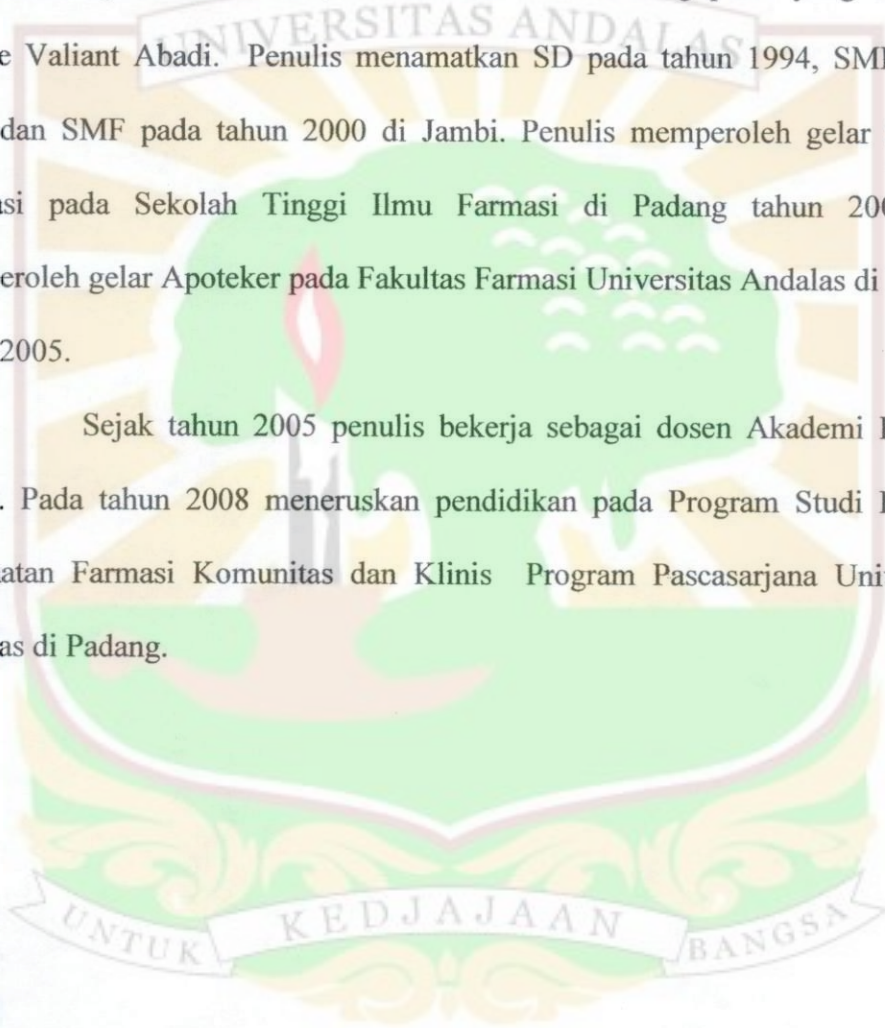 UNIVERSITAS ANDALAS
e Valiant Abadi. Penulis menamatkan SD pada tahun 1994, SM
dan SMF pada tahun 2000 di Jambi. Penulis memperoleh gelar
si pada Sekolah Tinggi Ilmu Farmasi di Padang tahun 200
eroleh gelar Apoteker pada Fakultas Farmasi Universitas Andalas di
2005.
Sejak tahun 2005 penulis bekerja sebagai dosen Akademi
. Pada tahun 2008 meneruskan pendidikan pada Program Studi
atan Farmasi Komunitas dan Klinis Program Pascasarjana Uni
as di Padang.
UNTUK KEDJAJAAN BANGSA